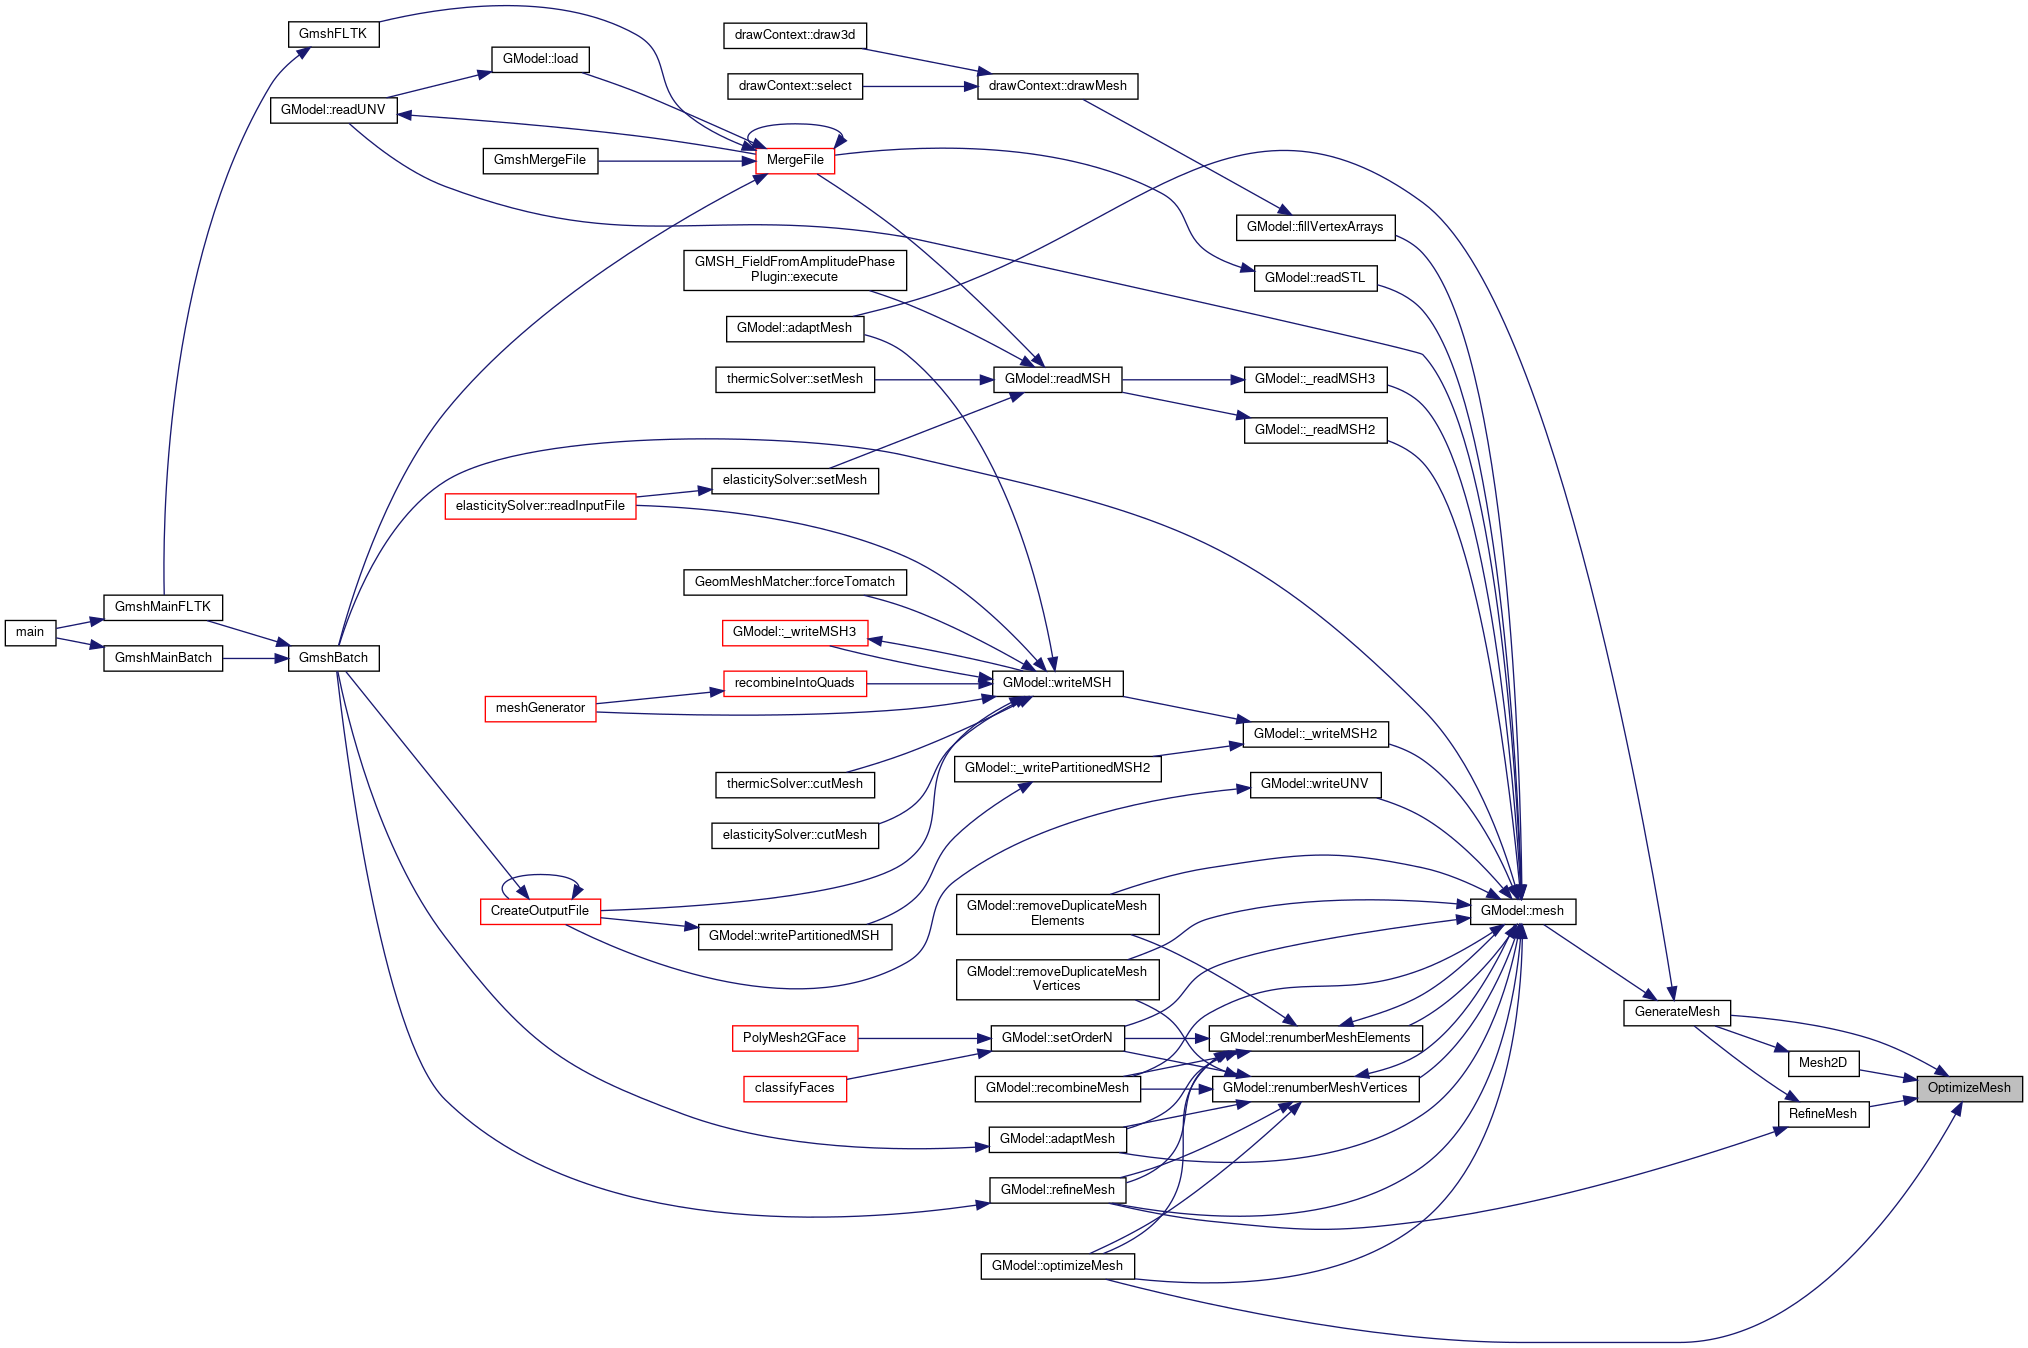 GmshFLTK
drawContext::draw3d
GModel::load
drawContext::select
drawContext::drawMesh
GModel::readUNV
GmshMergeFile
MergeFile
GModel::fillVertexArrays
GMSH_FieldFromAmplitudePhase
Plugin::execute
GModel::readSTL
GModel::adaptMesh
thermicSolver::setMesh
GModel::readMSH
GModel::_readMSH3
GModel::_readMSH2
elasticitySolver::setMesh
elasticitySolver::readInputFile
GeomMeshMatcher::forceTomatch
GmshMainFLTK
main
GModel::_writeMSH3
GmshMainBatch
GmshBatch
recombineIntoQuads
GModel::writeMSH
meshGenerator
GModel::_writeMSH2
GModel::_writePartitionedMSH2
thermicSolver::cutMesh
GModel::writeUNV
elasticitySolver::cutMesh
CreateOutputFile
GModel::removeDuplicateMesh
Elements
GModel::mesh
GModel::writePartitionedMSH
GModel::removeDuplicateMesh
Vertices
GenerateMesh
PolyMesh2GFace
GModel::setOrderN
GModel::renumberMeshElements
Mesh2D
classifyFaces
GModel::recombineMesh
GModel::renumberMeshVertices
OptimizeMesh
RefineMesh
GModel::adaptMesh
GModel::refineMesh
GModel::optimizeMesh